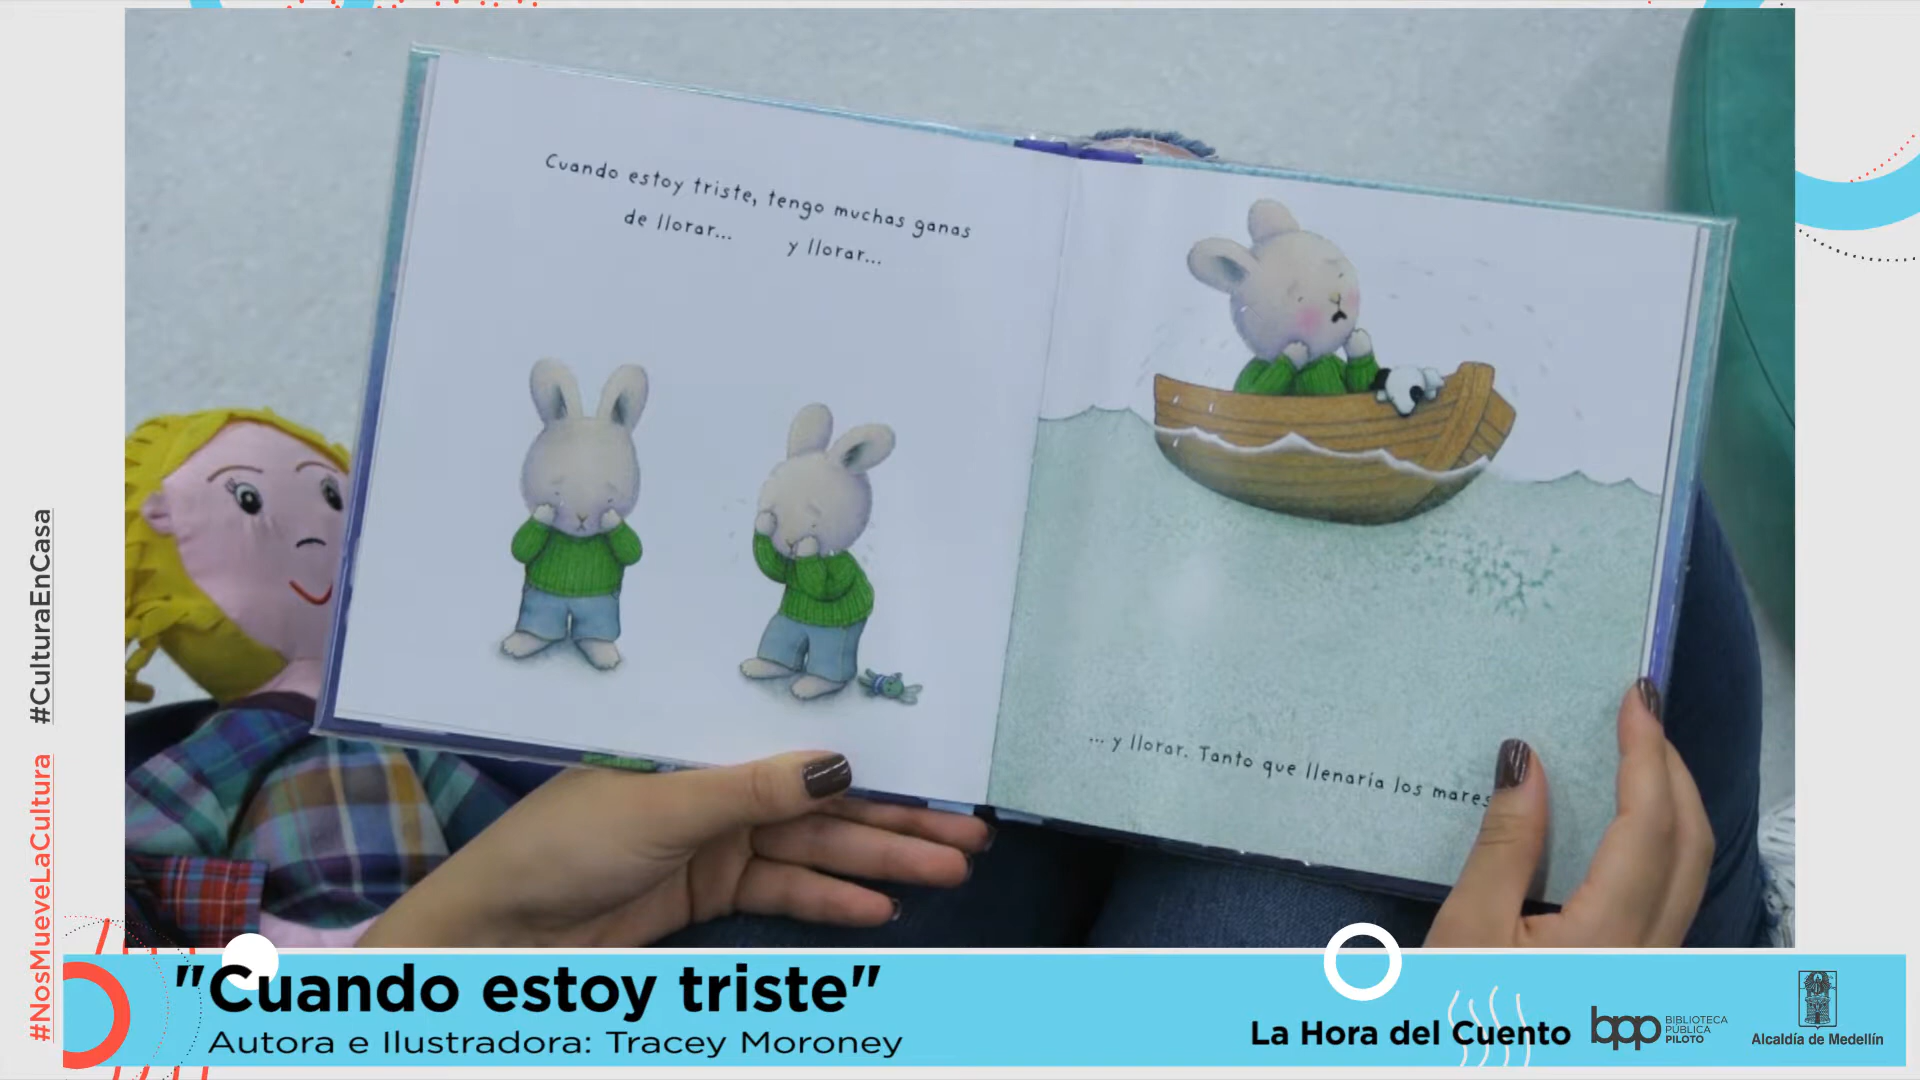 Cuando estoy triste, tengo muchas ganas
de llorar... y llorar...
... y llorar. Tanto que llenaría los mares
#CulturaEnCasa
#NosMueveLaCultura
"Cuando estoy triste"
Autora e Ilustradora: Tracey Moroney
La Hora del Cuento
bpp
BIBLIOTECA
PÚBLICA
PILOTO
Alcaldía de Medellín